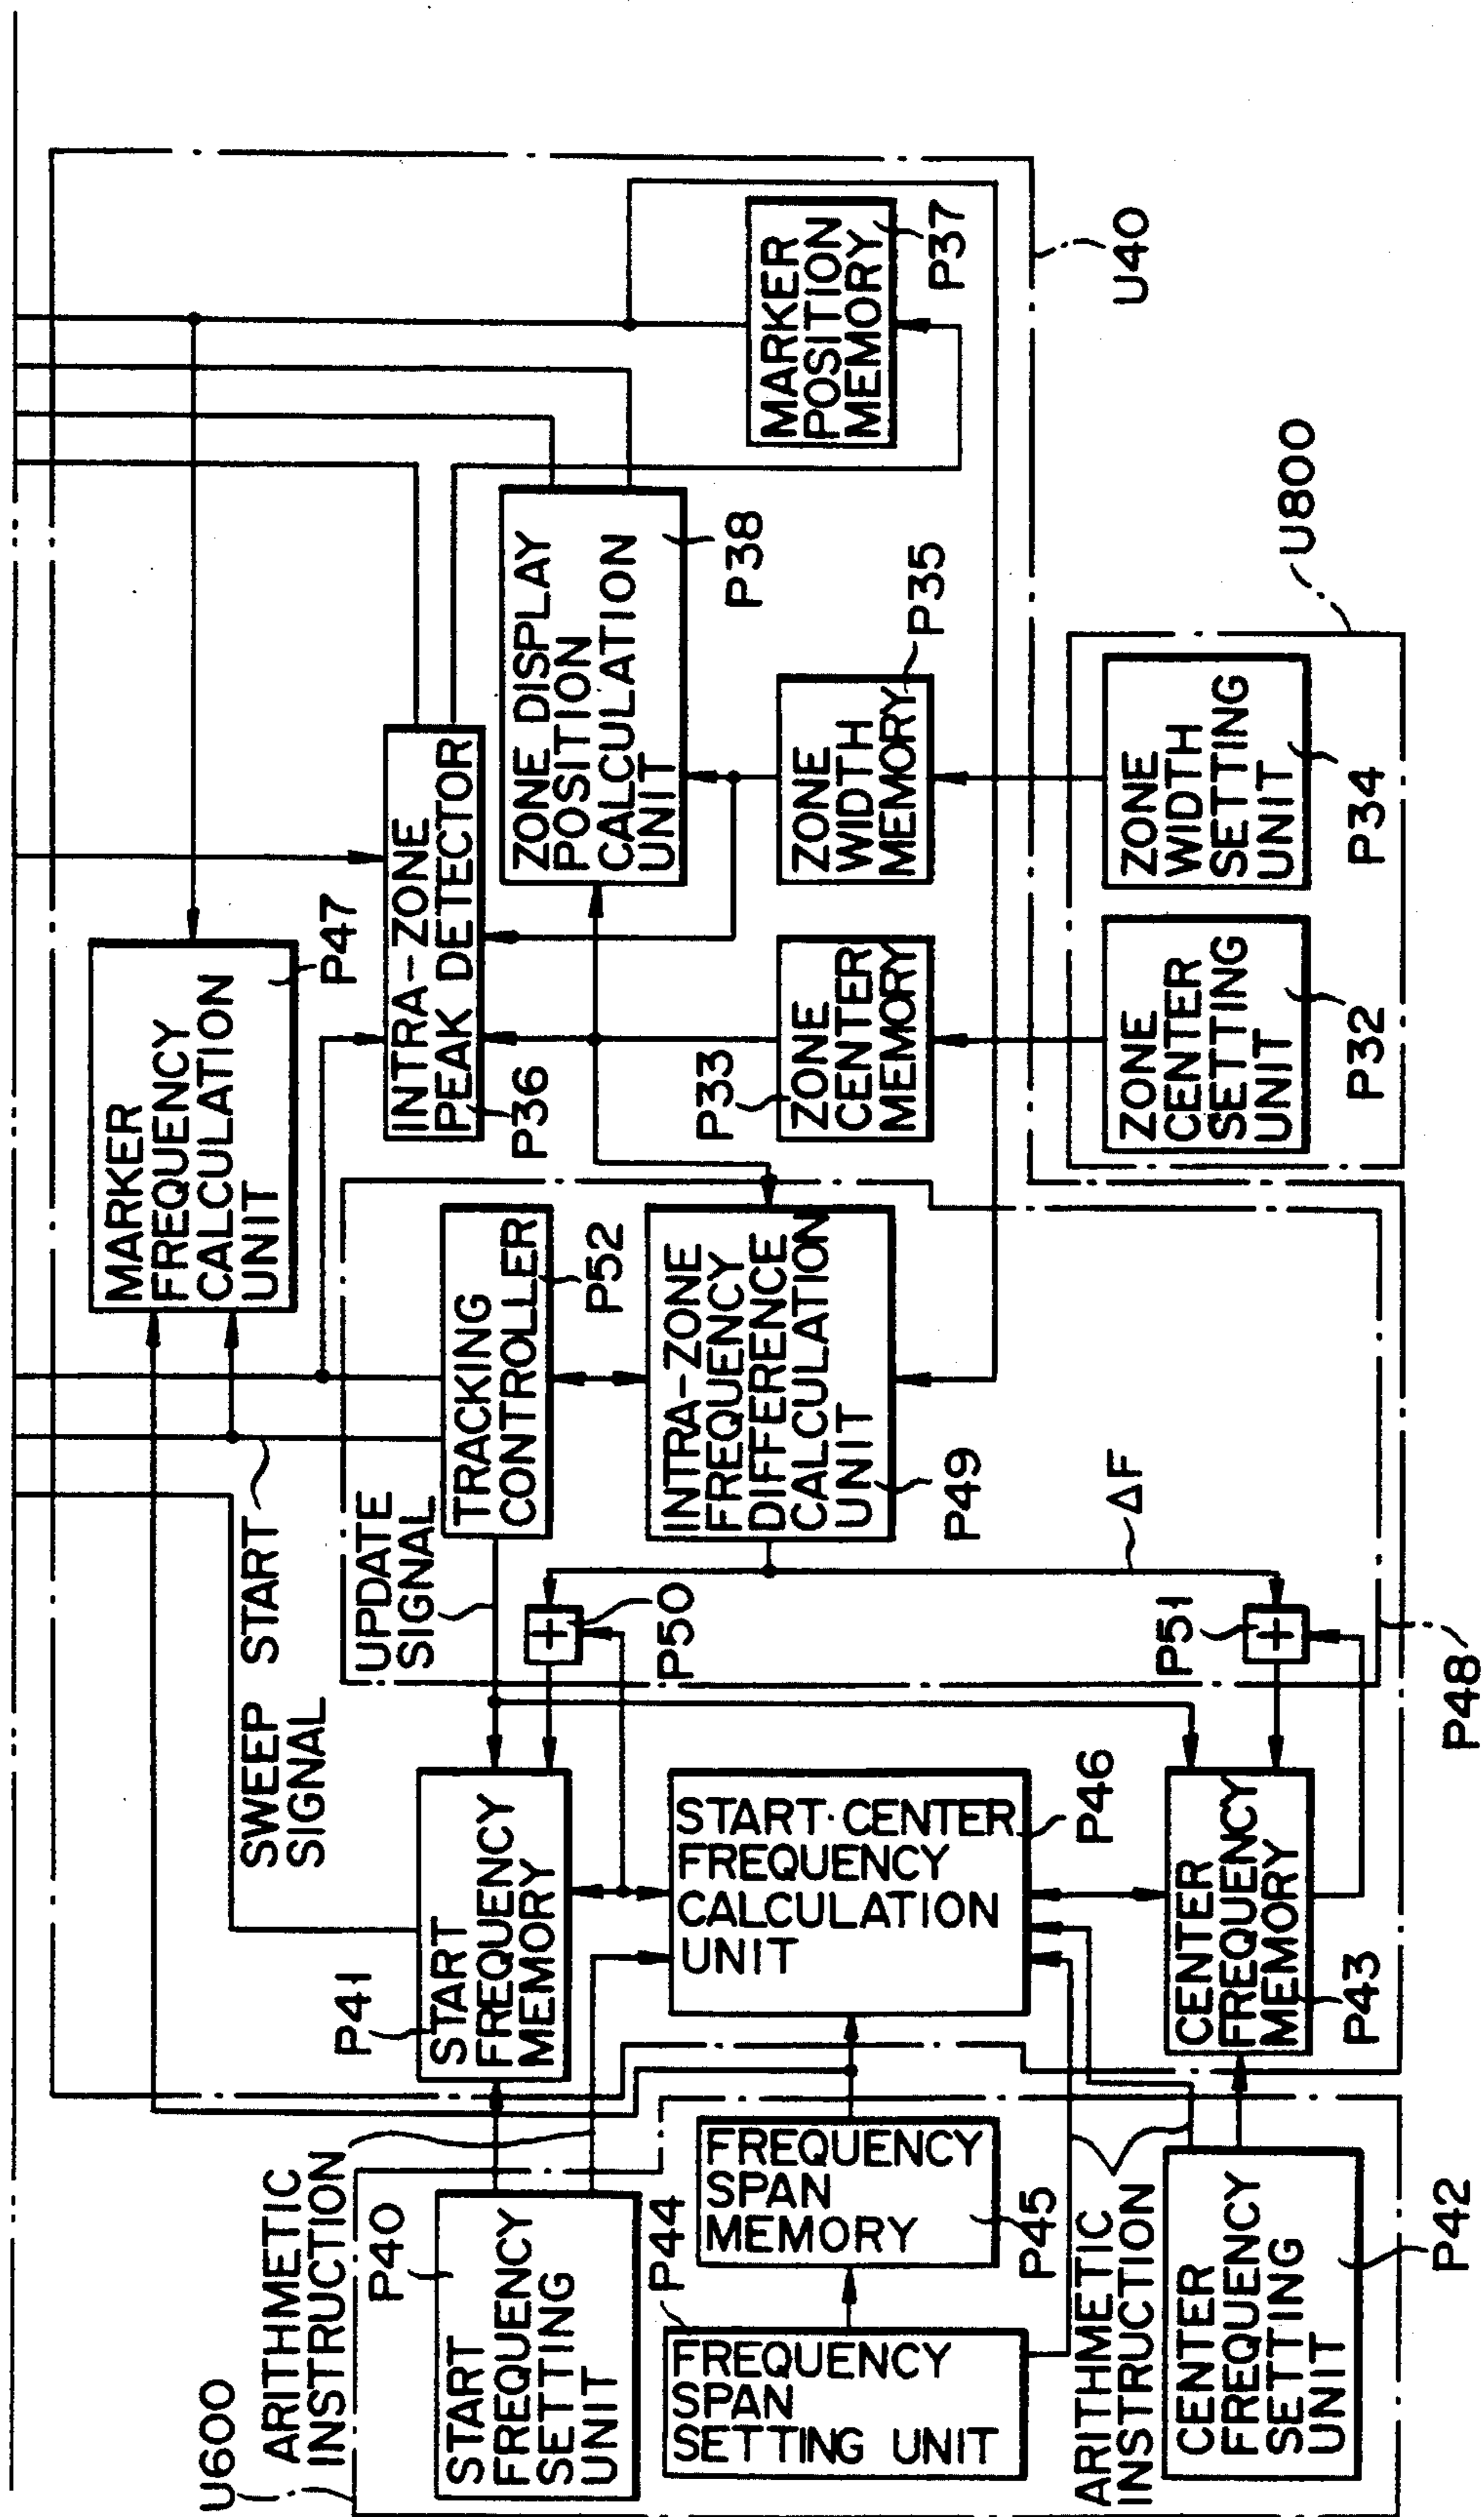 U600
ARITHMETIC
INSTRUCTION
P40
START
FREQUENCY
SETTING
UNIT
P44
FREQUENCY
SPAN
SETTING UNIT
FREQUENCY
SPAN
MEMORY
P45
ARITHMETIC
INSTRUCTION
CENTER
FREQUENCY
SETTING
UNIT
P42
SWEEP START
SIGNAL
P41
START
FREQUENCY
MEMORY
START·CENTER
FREQUENCY
CALCULATION
UNIT
P46
CENTER
FREQUENCY
MEMORY
P43
UPDATE
SIGNAL
+
P50
P51
+
ΔF
P48
TRACKING
CONTROLLER
P52
INTRA-ZONE
FREQUENCY
DIFFERENCE
CALCULATION
UNIT
P49
MARKER
FREQUENCY
CALCULATION
UNIT
P47
INTRA-ZONE
PEAK DETECTOR
P36
ZONE DISPLAY
POSITION
CALCULATION
UNIT
P38
P33
ZONE
CENTER
MEMORY
ZONE
WIDTH
MEMORY
P35
ZONE
CENTER
SETTING
UNIT
P32
ZONE
WIDTH
SETTING
UNIT
P34
U800
MARKER
POSITION
MEMORY
P37
U40